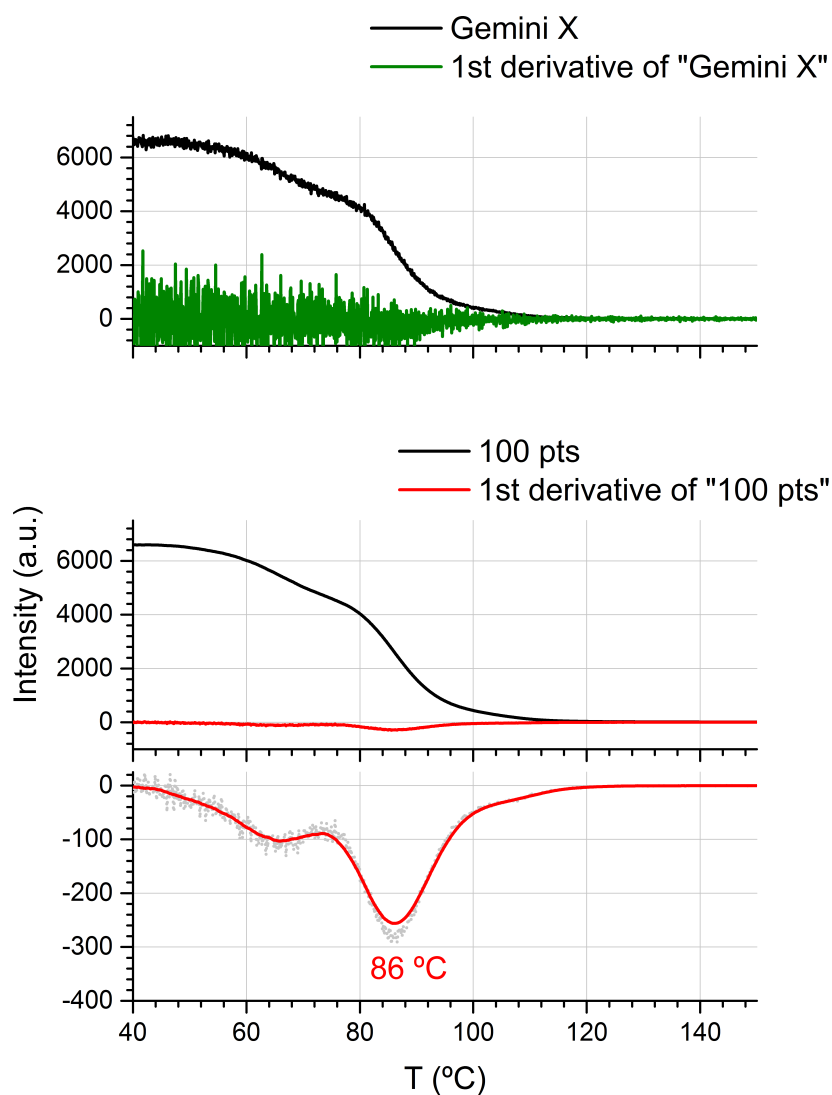 Gemini X
1st derivative of "Gemini X"
6000
4000
2000
0
100 pts
1st derivative of "100 pts"
Intensity (a.u.)
6000
4000
2000
0
0
-100
-200
-300
-400
86 ºC
40 60 80 100 120 140
T (ºC)